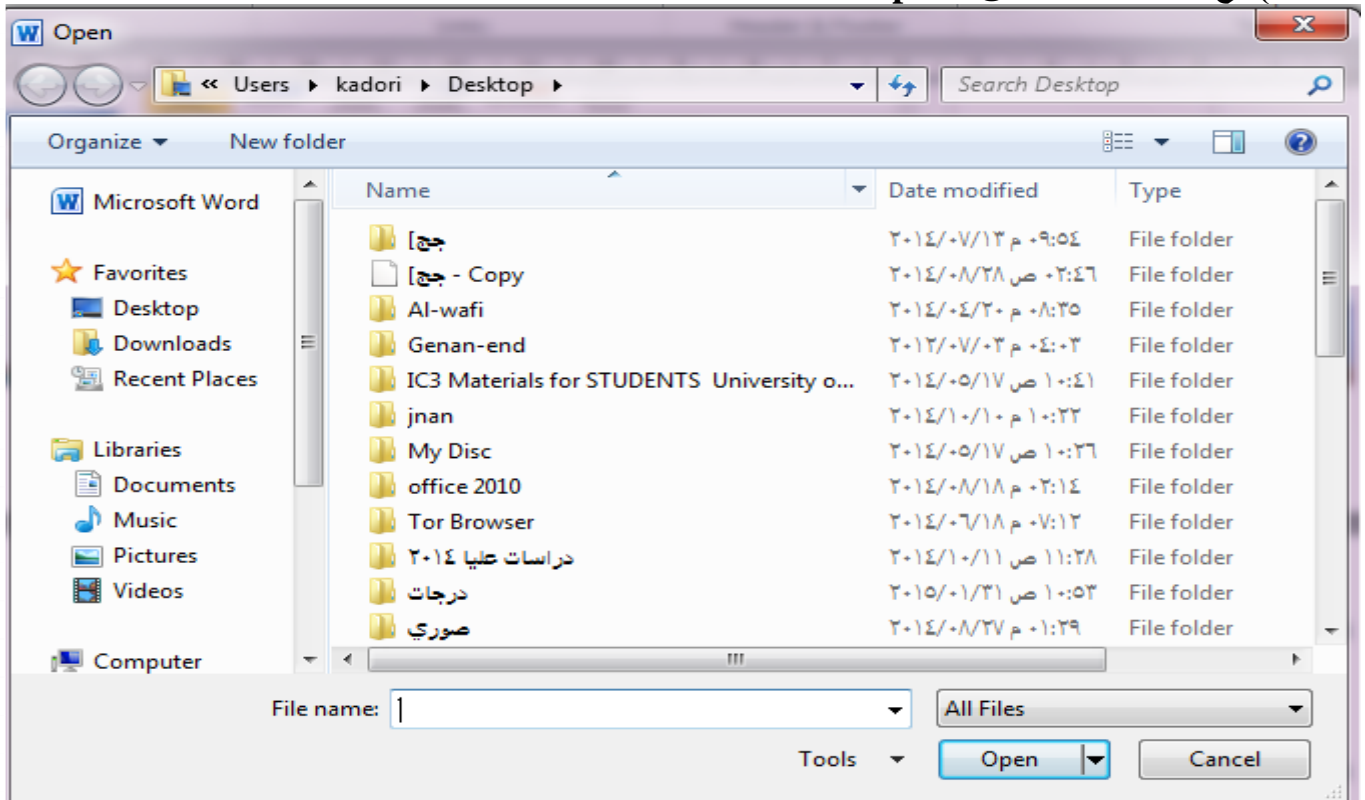 Open
« Users ▸ kadori ▸ Desktop ▸ Search Desktop
Organize New folder
Microsoft Word
Favorites
Desktop
Downloads
Recent Places
Libraries
Documents
Music
Pictures
Videos
Computer
Name Date modified Type
جج] ٠٩:٥٤ م ٢٠١٤/٠٧/١٣ File folder
جج] - Copy ٠٢:٤٦ ص ٢٠١٤/٠٨/٢٨ File folder
Al-wafi ٠٨:٣٥ م ٢٠١٤/٠٤/٢٠ File folder
Genan-end ٠٤:٠٣ م ٢٠١٢/٠٧/٠٣ File folder
IC3 Materials for STUDENTS University o... ١٠:٤١ ص ٢٠١٤/٠٥/١٧ File folder
jnan ١٠:٢٢ م ٢٠١٤/١٠/١٠ File folder
My Disc ١٠:٢٦ ص ٢٠١٤/٠٥/١٧ File folder
office 2010 ٠٢:١٤ م ٢٠١٤/٠٨/١٨ File folder
Tor Browser ٠٧:١٢ م ٢٠١٤/٠٦/١٨ File folder
دراسات عليا ٢٠١٤ ١١:٢٨ ص ٢٠١٤/١٠/١١ File folder
درجات ١٠:٥٣ ص ٢٠١٥/٠١/٣١ File folder
صوري ٠١:٢٩ م ٢٠١٤/٠٨/٢٧ File folder
File name: All Files
Tools Open Cancel